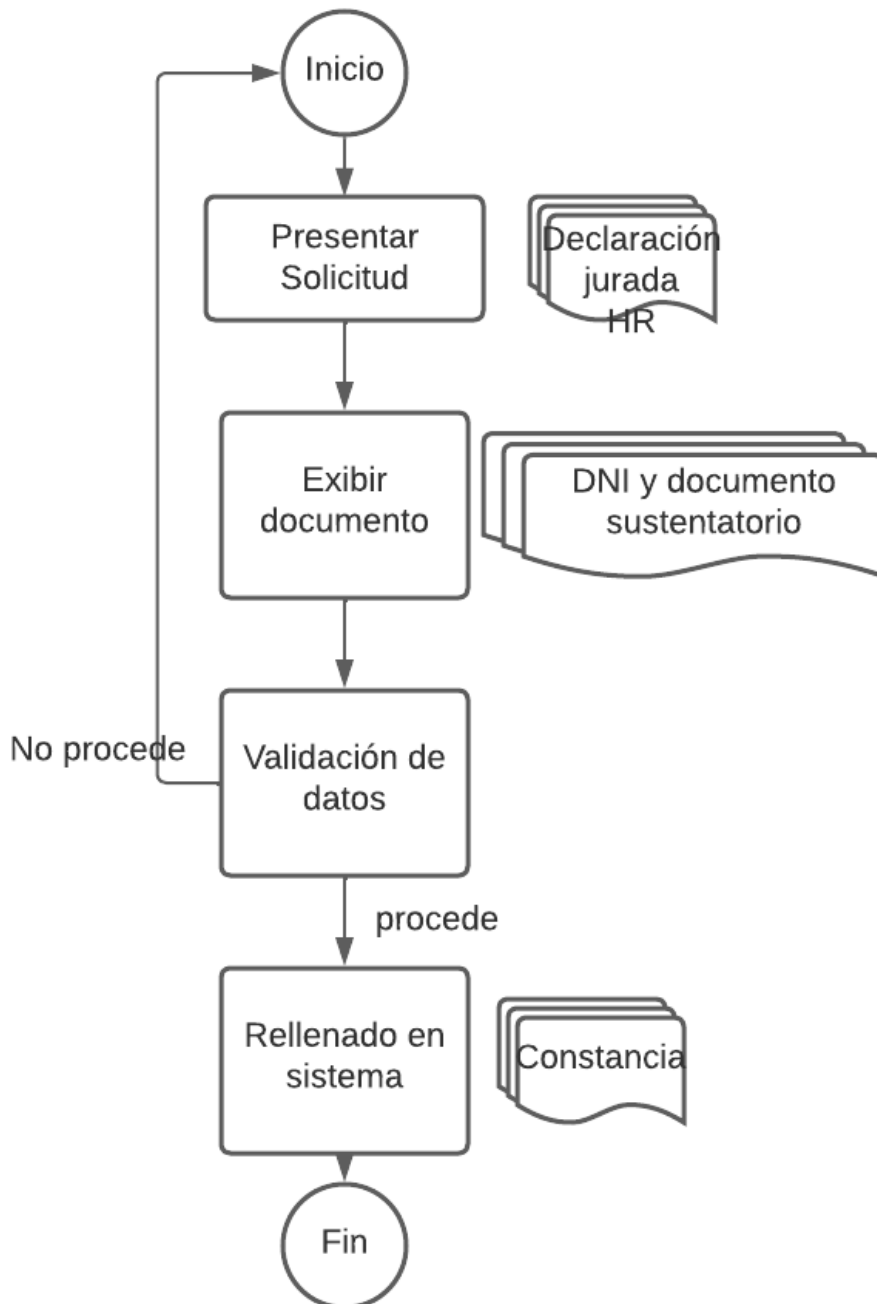 Inicio
Presentar
Solicitud
Declaración
jurada
HR
Exibir
documento
DNI y documento
sustentatorio
No procede
Validación de
datos
procede
Rellenado en
sistema
Constancia
Fin